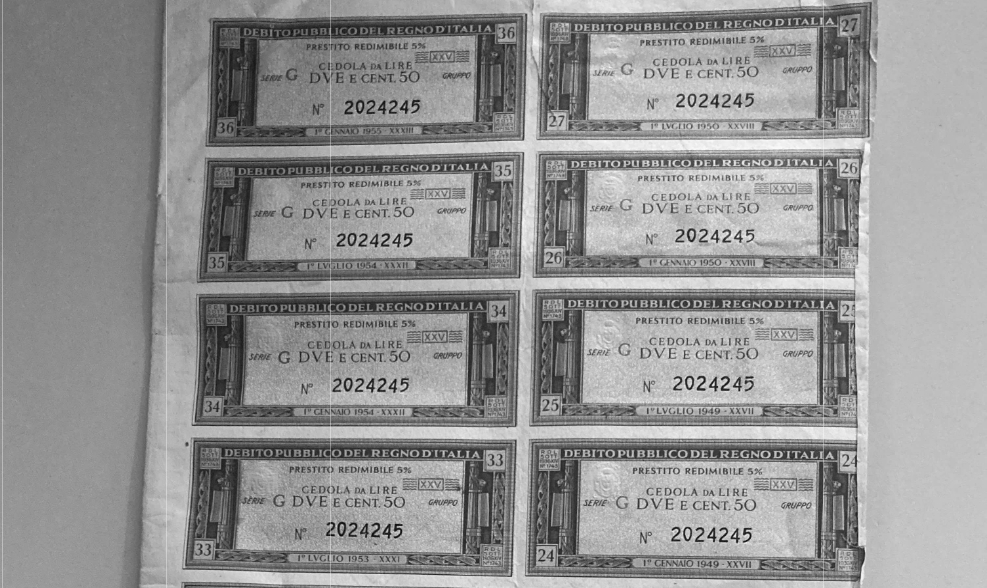 DEBITO PUBBLICO DEL REGNO D'ITALIA 36
PRESTITO REDIMIBILE 5%
XXV
CEDOLA DA LIRE
SERIE G DVE E CENT. 50 GRUPPO
N° 2024245
36 1° GENNAIO 1955 - XXXIII
DEBITO PUBBLICO DEL REGNO D'ITALIA 27
PRESTITO REDIMIBILE 5%
XXV
CEDOLA DA LIRE
SERIE G DVE E CENT. 50 GRUPPO
N° 2024245
27 1° LVGLIO 1950 - XXVIII
DEBITO PUBBLICO DEL REGNO D'ITALIA 35
PRESTITO REDIMIBILE 5%
XXV
CEDOLA DA LIRE
SERIE G DVE E CENT. 50 GRUPPO
N° 2024245
35 1° LVGLIO 1954 - XXXII
DEBITO PUBBLICO DEL REGNO D'ITALIA 26
PRESTITO REDIMIBILE 5%
XXV
CEDOLA DA LIRE
SERIE G DVE E CENT. 50 GRUPPO
N° 2024245
26 1° GENNAIO 1950 - XXVIII
DEBITO PUBBLICO DEL REGNO D'ITALIA 34
PRESTITO REDIMIBILE 5%
XXV
CEDOLA DA LIRE
SERIE G DVE E CENT. 50 GRUPPO
N° 2024245
34 1° GENNAIO 1954 - XXXII
DEBITO PUBBLICO DEL REGNO D'ITALIA 25
PRESTITO REDIMIBILE 5%
XXV
CEDOLA DA LIRE
SERIE G DVE E CENT. 50 GRUPPO
N° 2024245
25 1° LVGLIO 1949 - XXVII
DEBITO PUBBLICO DEL REGNO D'ITALIA 33
PRESTITO REDIMIBILE 5%
XXV
CEDOLA DA LIRE
SERIE G DVE E CENT. 50 GRUPPO
N° 2024245
33 1° LVGLIO 1953 - XXXI
DEBITO PUBBLICO DEL REGNO D'ITALIA 24
PRESTITO REDIMIBILE 5%
XXV
CEDOLA DA LIRE
SERIE G DVE E CENT. 50 GRUPPO
N° 2024245
24 1° GENNAIO 1949 - XXVII